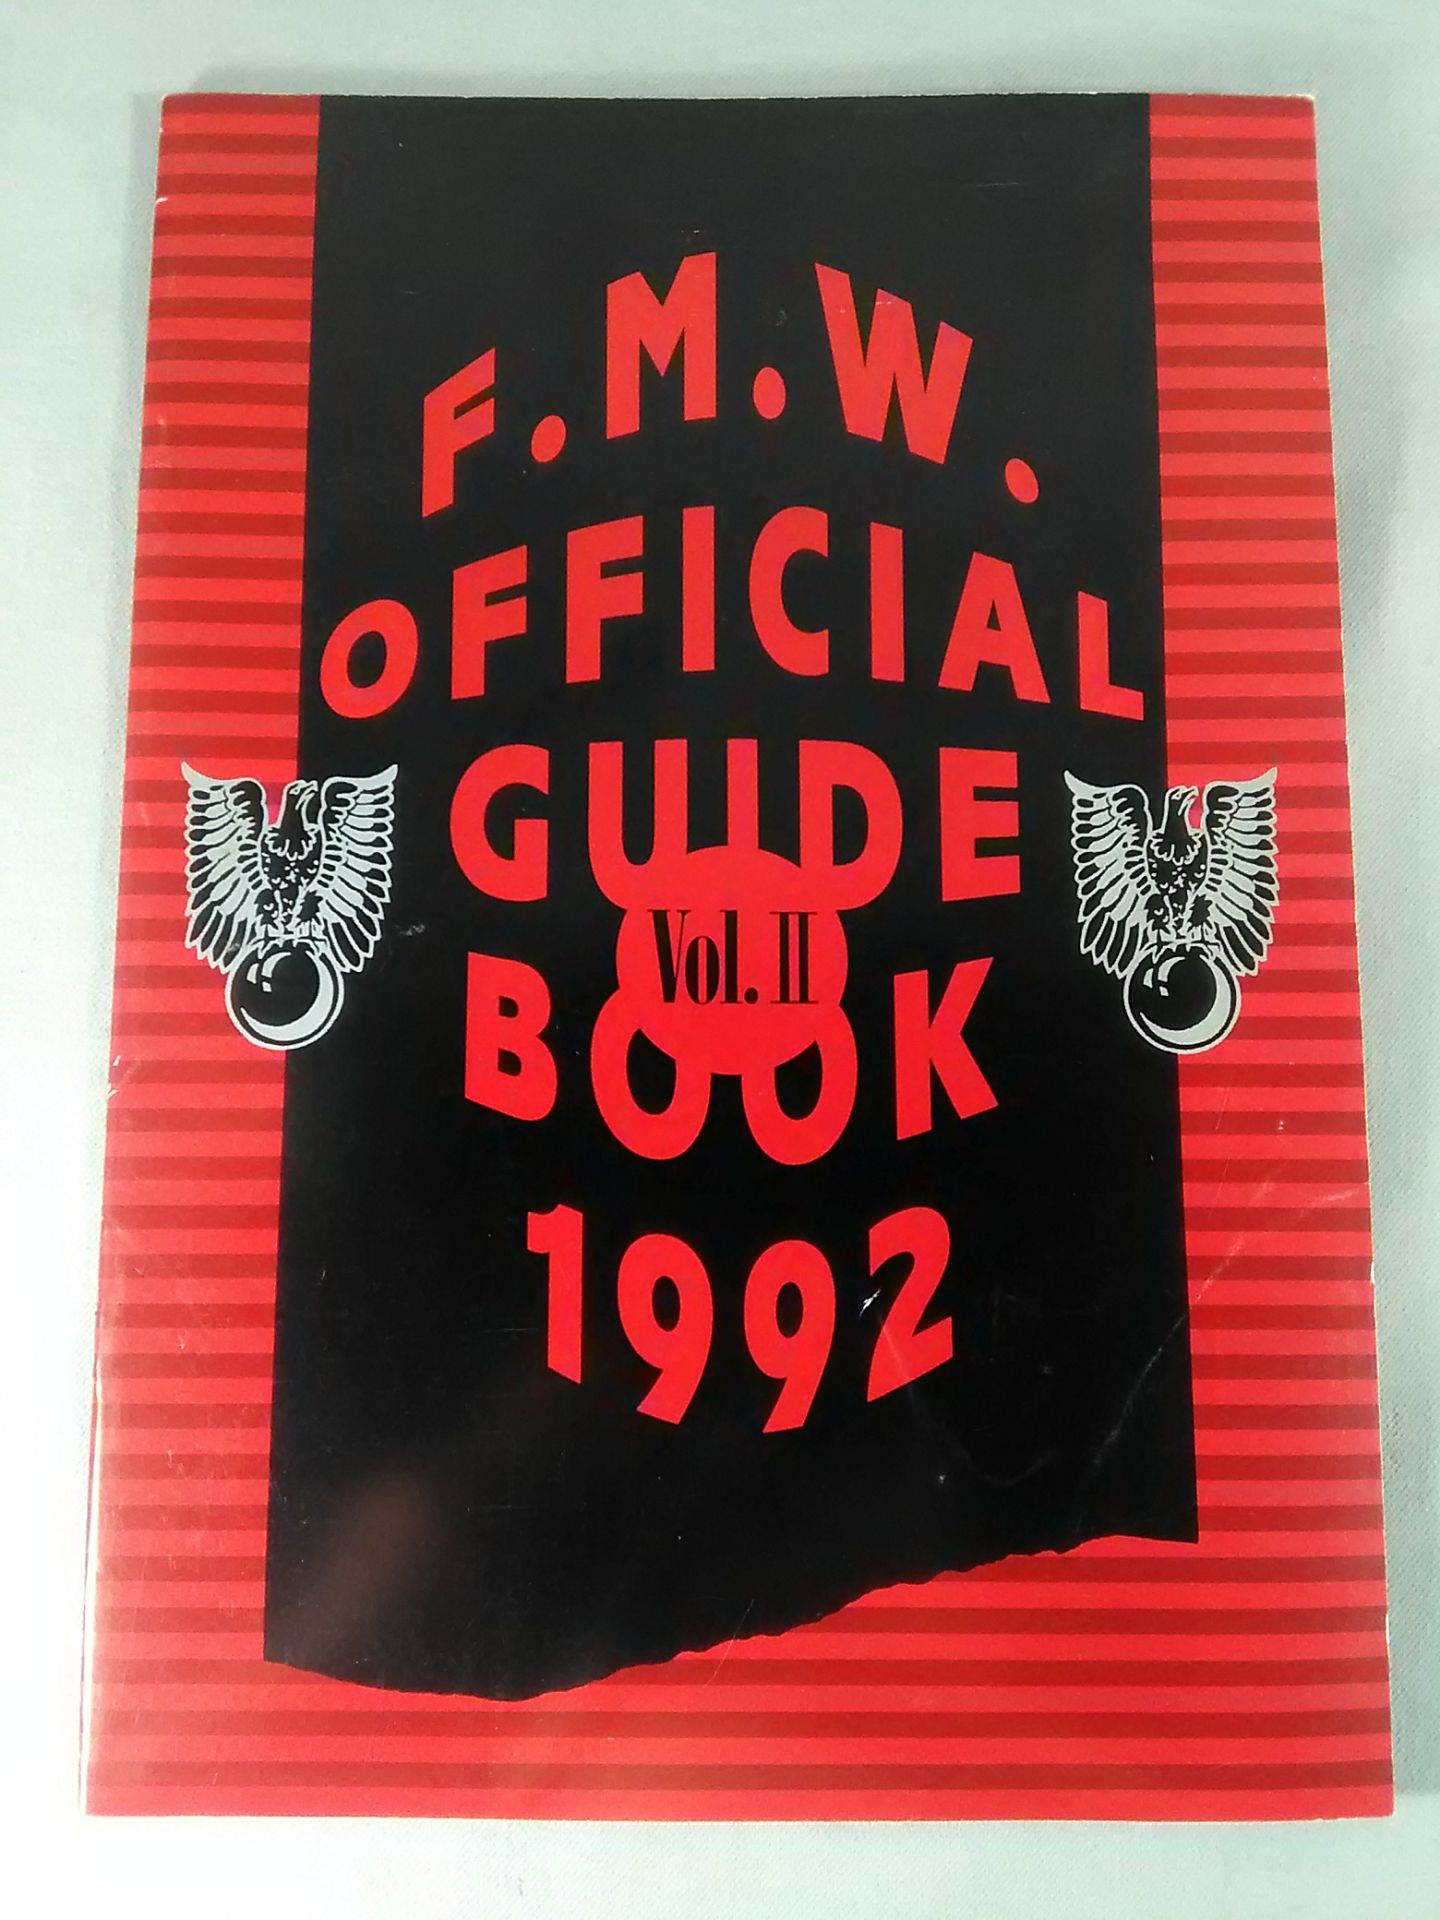 F.M.W.
OFFICIAL
GUIDE
Vol. II
BOOK
1992